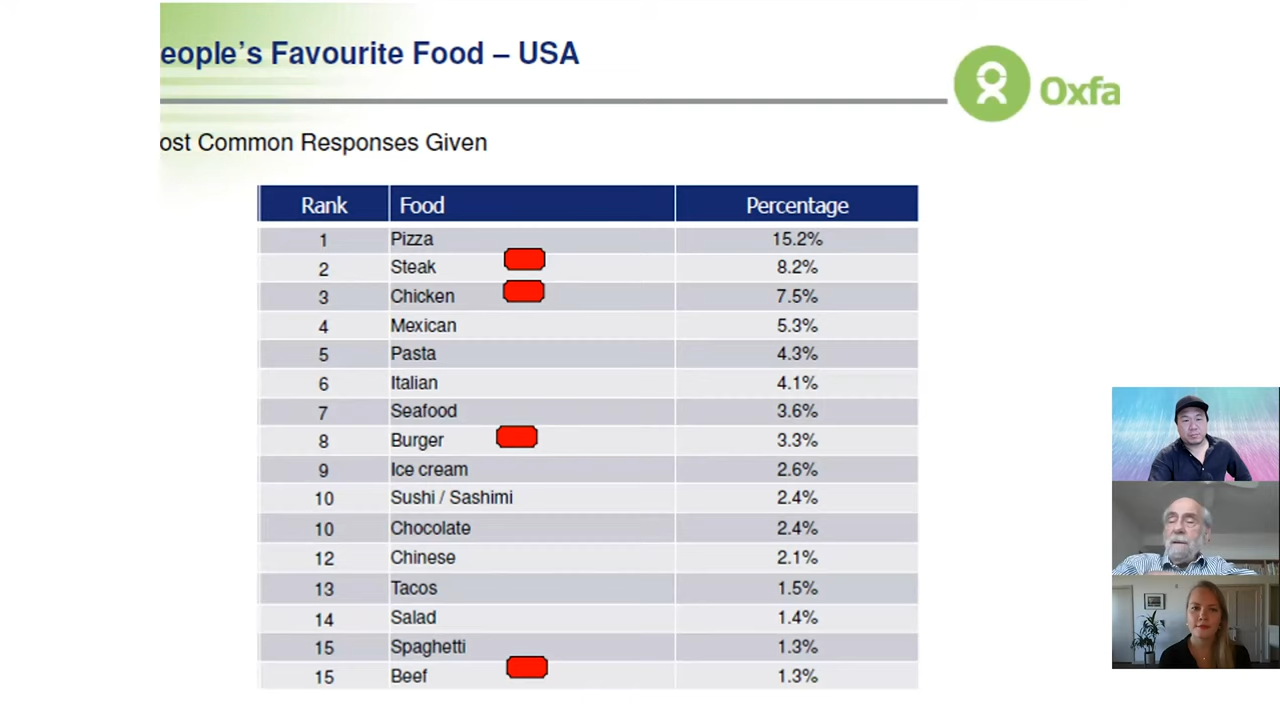 eople's Favourite Food – USA
Oxfa
ost Common Responses Given
Rank Food Percentage
1 Pizza 15.2%
2 Steak 8.2%
3 Chicken 7.5%
4 Mexican 5.3%
5 Pasta 4.3%
6 Italian 4.1%
7 Seafood 3.6%
8 Burger 3.3%
9 Ice cream 2.6%
10 Sushi / Sashimi 2.4%
10 Chocolate 2.4%
12 Chinese 2.1%
13 Tacos 1.5%
14 Salad 1.4%
15 Spaghetti 1.3%
15 Beef 1.3%